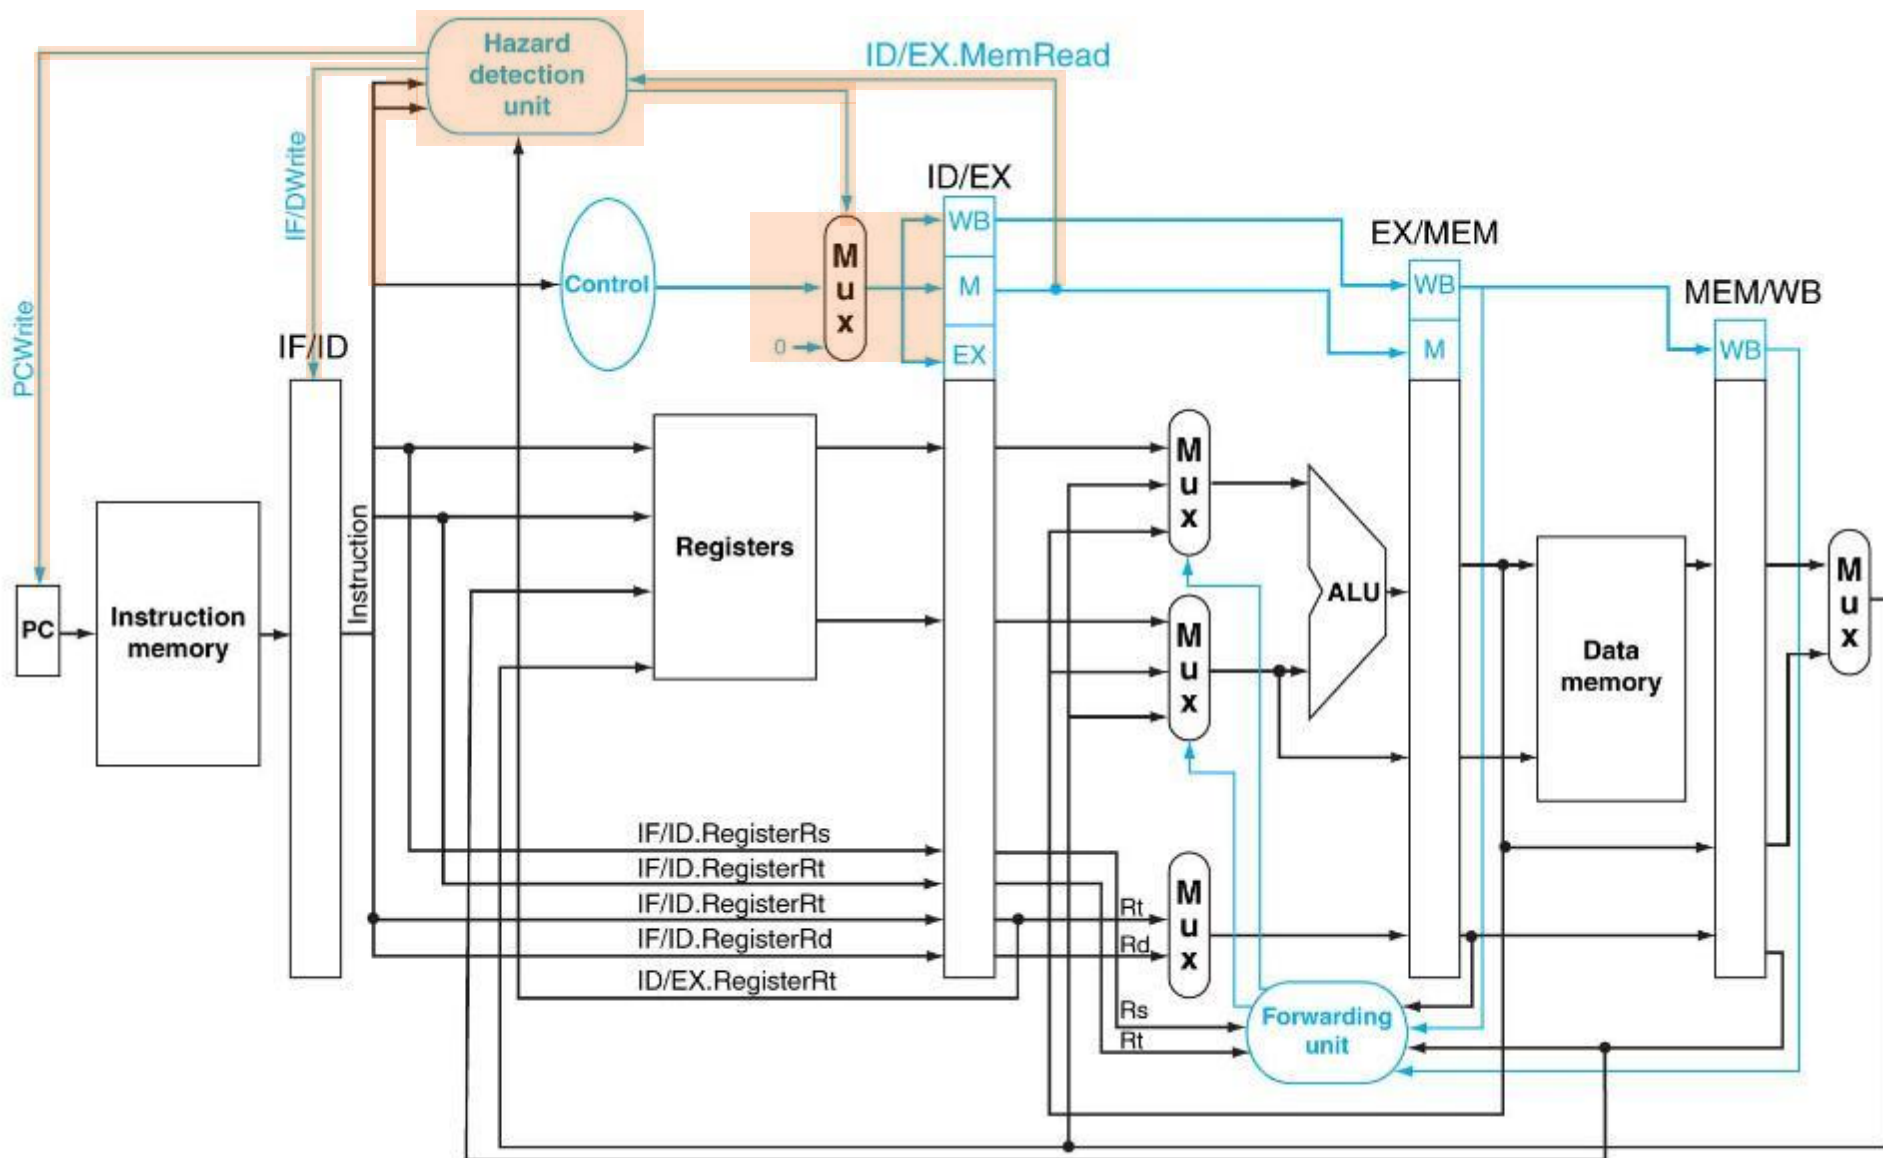 Hazard
detection
unit
ID/EX.MemRead
IF/DWrite
PCWrite
ID/EX
WB
M
EX
Control
M
u
x
0
EX/MEM
WB
M
MEM/WB
WB
IF/ID
Instruction
PC
Instruction
memory
Registers
M
u
x
M
u
x
ALU
Data
memory
M
u
x
IF/ID.RegisterRs
IF/ID.RegisterRt
IF/ID.RegisterRt
IF/ID.RegisterRd
ID/EX.RegisterRt
Rt
Rd
M
u
x
Rs
Rt
Forwarding
unit